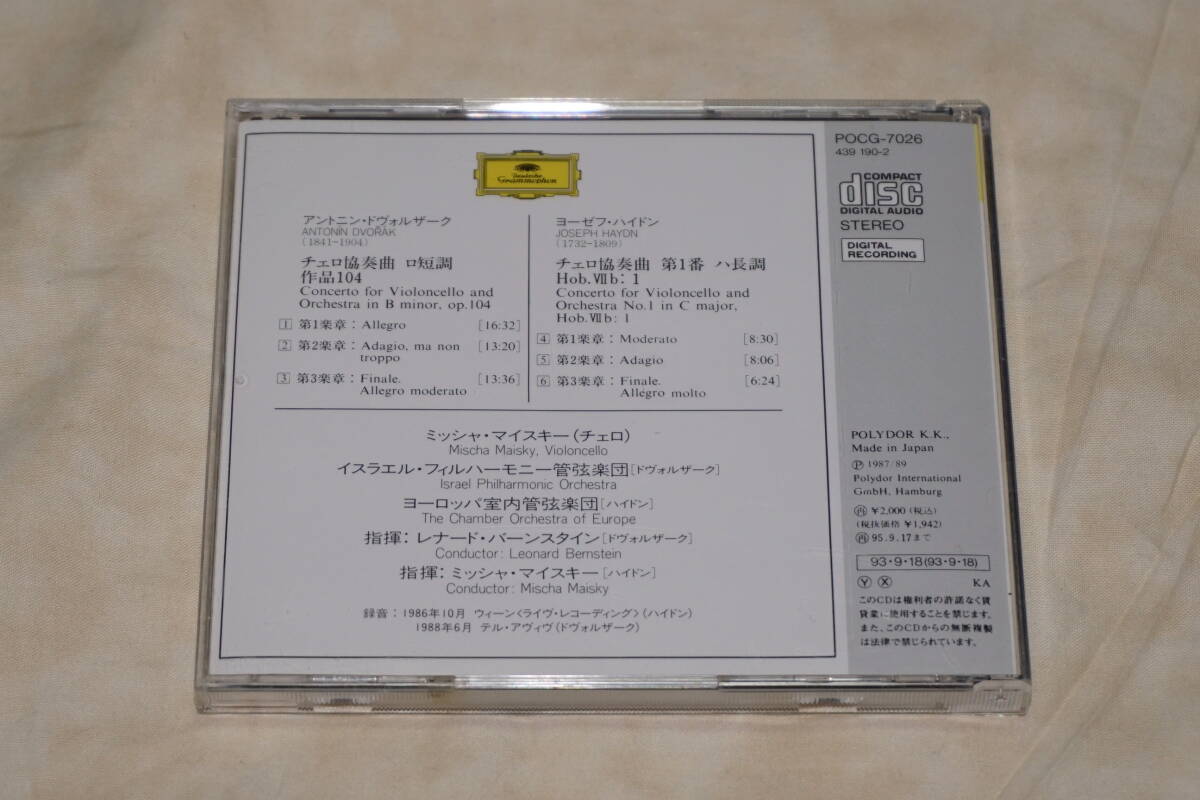 Deutsche
Grammophon
アントニン・ドヴォルザーク
ANTONÍN DVOŘÁK
(1841-1904)
チェロ協奏曲 ロ短調
作品104
Concerto for Violoncello and
Orchestra in B minor, op.104
1 第1楽章：Allegro [16:32]
2 第2楽章：Adagio, ma non [13:20]
troppo
3 第3楽章：Finale. [13:36]
Allegro moderato
ヨーゼフ・ハイドン
JOSEPH HAYDN
(1732-1809)
チェロ協奏曲 第1番 ハ長調
Hob. Ⅶb: 1
Concerto for Violoncello and
Orchestra No.1 in C major,
Hob. Ⅶb: 1
4 第1楽章：Moderato [8:30]
5 第2楽章：Adagio [8:06]
6 第3楽章：Finale. [6:24]
Allegro molto
ミッシャ・マイスキー(チェロ)
Mischa Maisky, Violoncello
イスラエル・フィルハーモニー管弦楽団[ドヴォルザーク]
Israel Philharmonic Orchestra
ヨーロッパ室内管弦楽団[ハイドン]
The Chamber Orchestra of Europe
指揮：レナード・バーンスタイン[ドヴォルザーク]
Conductor: Leonard Bernstein
指揮：ミッシャ・マイスキー[ハイドン]
Conductor: Mischa Maisky
録音：1986年10月 ウィーン〈ライヴ・レコーディング〉(ハイドン)
1988年6月 テル・アヴィヴ(ドヴォルザーク)
POCG-7026
439 190-2
COMPACT
disc
DIGITAL AUDIO
STEREO
DIGITAL
RECORDING
POLYDOR K.K.,
Made in Japan
Ⓟ 1987/89
Polydor International
GmbH, Hamburg
㊐ ¥2,000 (税込)
(税抜価格 ¥1,942)
㊐ 95.9.17まで
93・9・18(93・9・18)
Ⓨ Ⓧ KA
このCDは権利者の許諾なく賃
貸業に使用することを禁じます。
また、このCDからの無断複製
は法律で禁じられています。